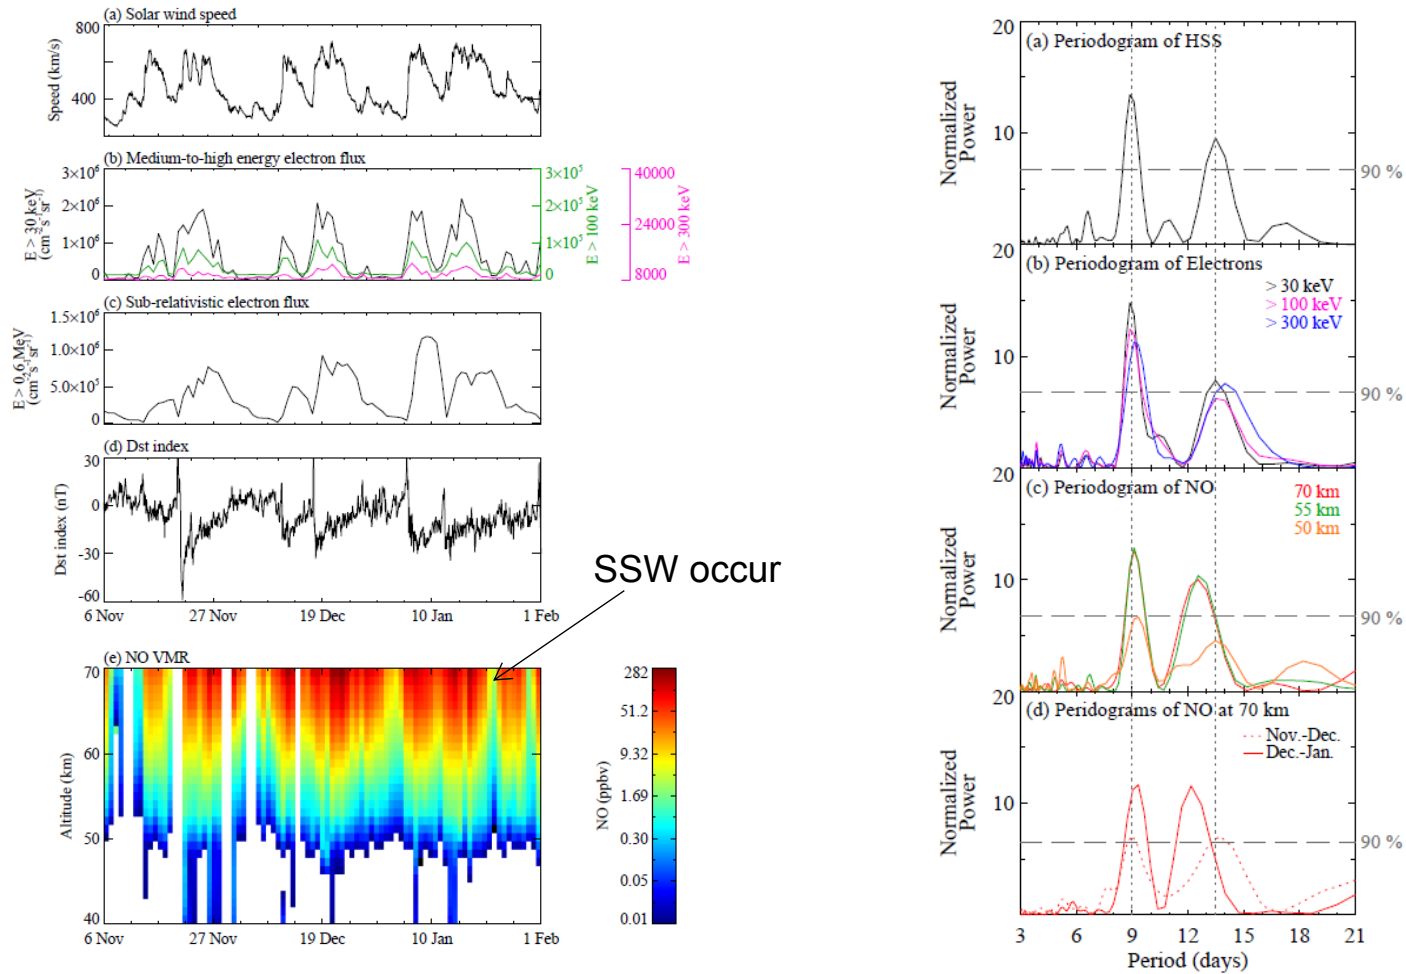 (a) Solar wind speed
800
400
Speed (km/s)
(b) Medium-to-high energy electron flux
3×10⁶
2×10⁶
1×10⁶
0
E > 30 keV
(cm⁻²s⁻¹sr⁻¹)
3×10⁵
2×10⁵
1×10⁵
0
E > 100 keV
40000
24000
8000
E > 300 keV
(c) Sub-relativistic electron flux
1.5×10⁶
1.0×10⁶
5.0×10⁵
0
E > 0.6 MeV
(cm⁻²s⁻¹sr⁻¹)
(d) Dst index
30
0
-30
-60
Dst index (nT)
6 Nov 27 Nov 19 Dec 10 Jan 1 Feb
SSW occur
(e) NO VMR
70
60
50
40
Altitude (km)
6 Nov 27 Nov 19 Dec 10 Jan 1 Feb
282
51.2
9.32
1.69
0.30
0.05
0.01
NO (ppbv)
20
(a) Periodogram of HSS
10
90 %
Normalized
Power
20
(b) Periodogram of Electrons
> 30 keV
> 100 keV
> 300 keV
10
90 %
Normalized
Power
20
(c) Periodogram of NO
70 km
55 km
50 km
10
90 %
Normalized
Power
20
(d) Peridograms of NO at 70 km
Nov.-Dec.
Dec.-Jan.
10
90 %
Normalized
Power
3 6 9 12 15 18 21
Period (days)